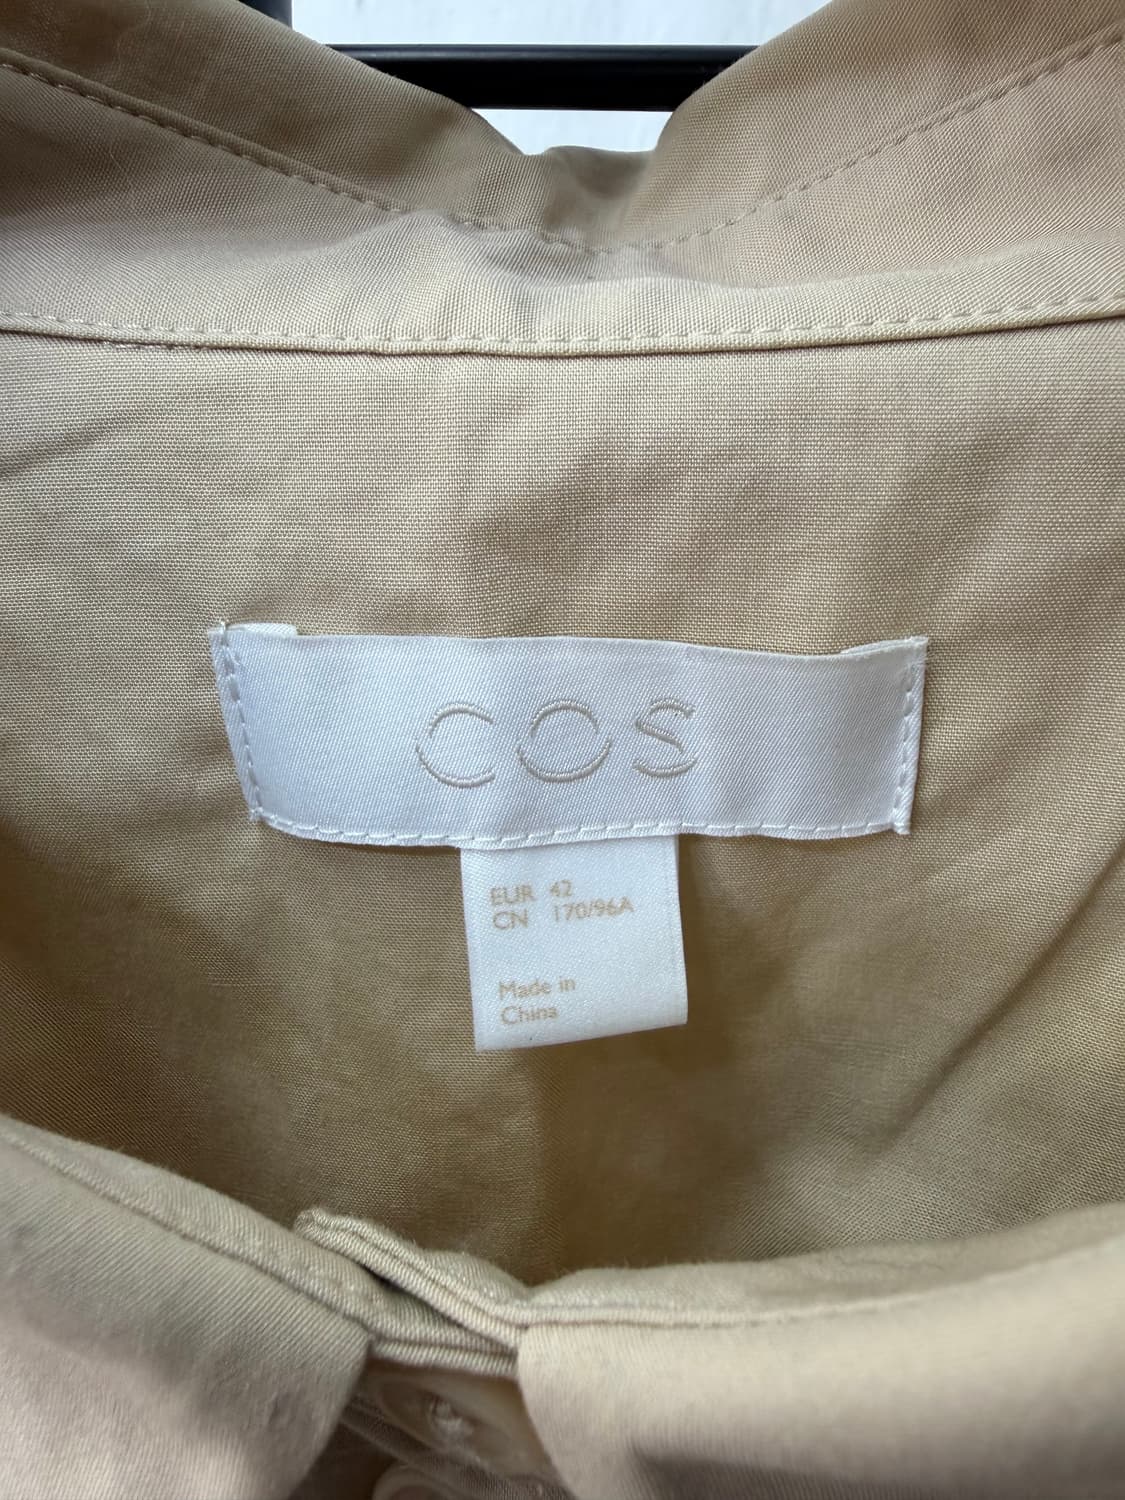 COS
EUR 42
CN 170/96A
Made in
China